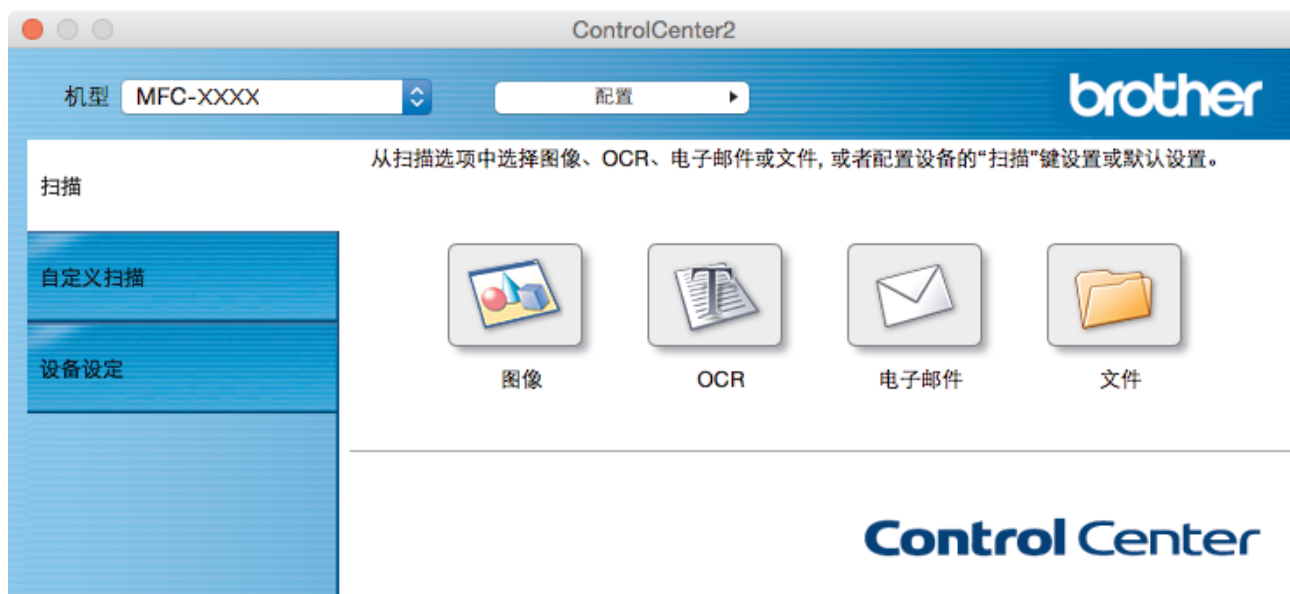 ControlCenter2
机型 MFC-XXXX 配置 brother
从扫描选项中选择图像、OCR、电子邮件或文件, 或者配置设备的“扫描”键设置或默认设置。
扫描
自定义扫描
设备设定
图像 OCR 电子邮件 文件
Control Center